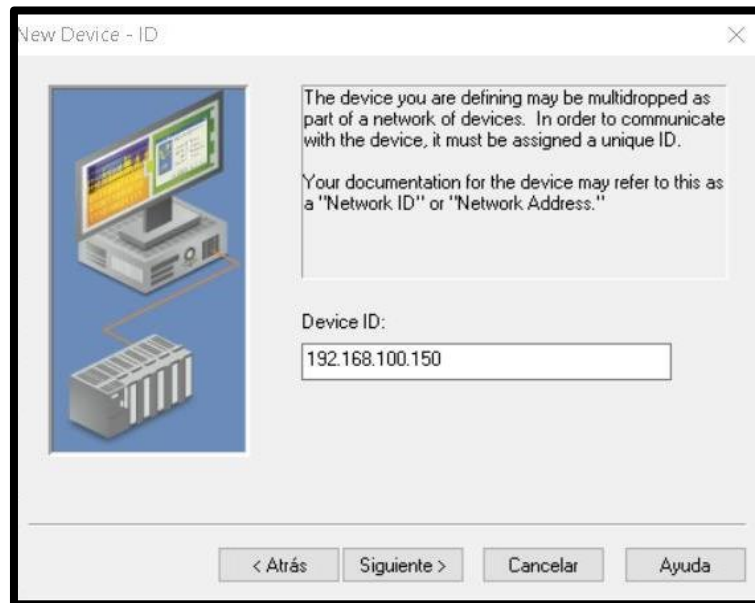 New Device - ID
The device you are defining may be multidropped as
part of a network of devices.  In order to communicate
with the device, it must be assigned a unique ID.
Your documentation for the device may refer to this as
a "Network ID" or "Network Address."
Device ID:
192.168.100.150
< Atrás
Siguiente >
Cancelar
Ayuda